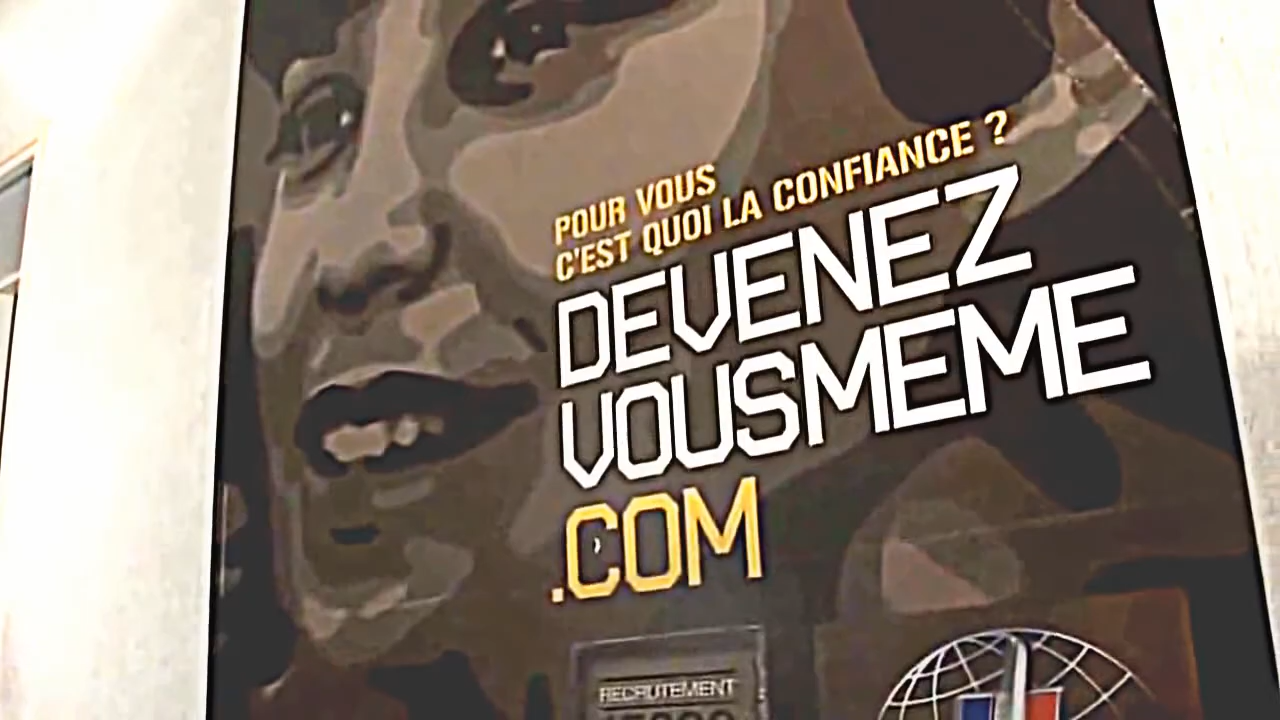 POUR VOUS
C'EST QUOI LA CONFIANCE ?
DEVENEZ
VOUSMEME
.COM
RECRUTEMENT